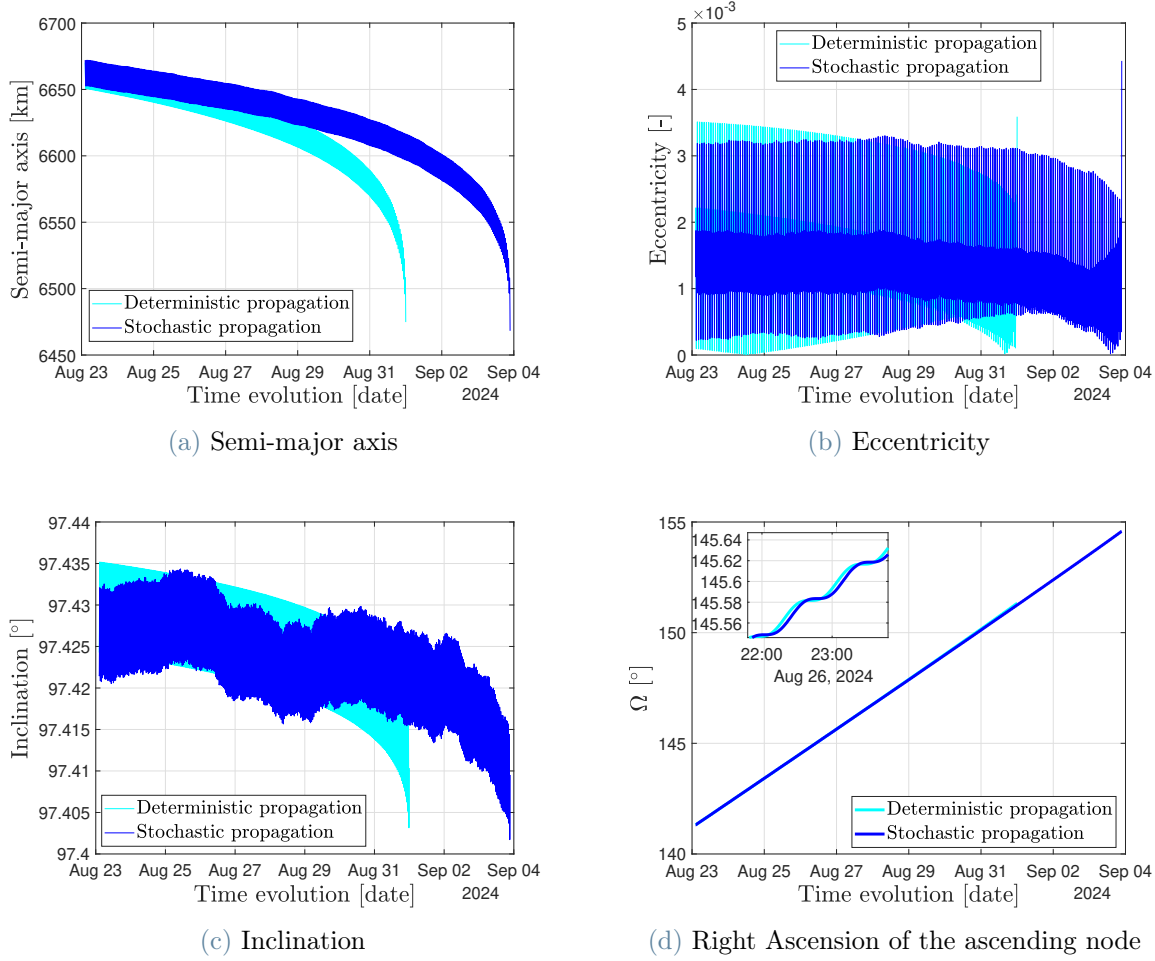 6700
6650
6600
6550
6500
6450
Semi-major axis [km]
Deterministic propagation
Stochastic propagation
Aug 23 Aug 25 Aug 27 Aug 29 Aug 31 Sep 02 Sep 04
Time evolution [date]
2024
(a) Semi-major axis
×10⁻³
5
4
3
2
1
0
Eccentricity [-]
Deterministic propagation
Stochastic propagation
Aug 23 Aug 25 Aug 27 Aug 29 Aug 31 Sep 02 Sep 04
Time evolution [date]
2024
(b) Eccentricity
97.44
97.435
97.43
97.425
97.42
97.415
97.41
97.405
97.4
Inclination [°]
Deterministic propagation
Stochastic propagation
Aug 23 Aug 25 Aug 27 Aug 29 Aug 31 Sep 02 Sep 04
Time evolution [date]
2024
(c) Inclination
155
150
145
140
Ω [°]
145.64
145.62
145.6
145.58
145.56
22:00 23:00
Aug 26, 2024
Deterministic propagation
Stochastic propagation
Aug 23 Aug 25 Aug 27 Aug 29 Aug 31 Sep 02 Sep 04
Time evolution [date]
2024
(d) Right Ascension of the ascending node